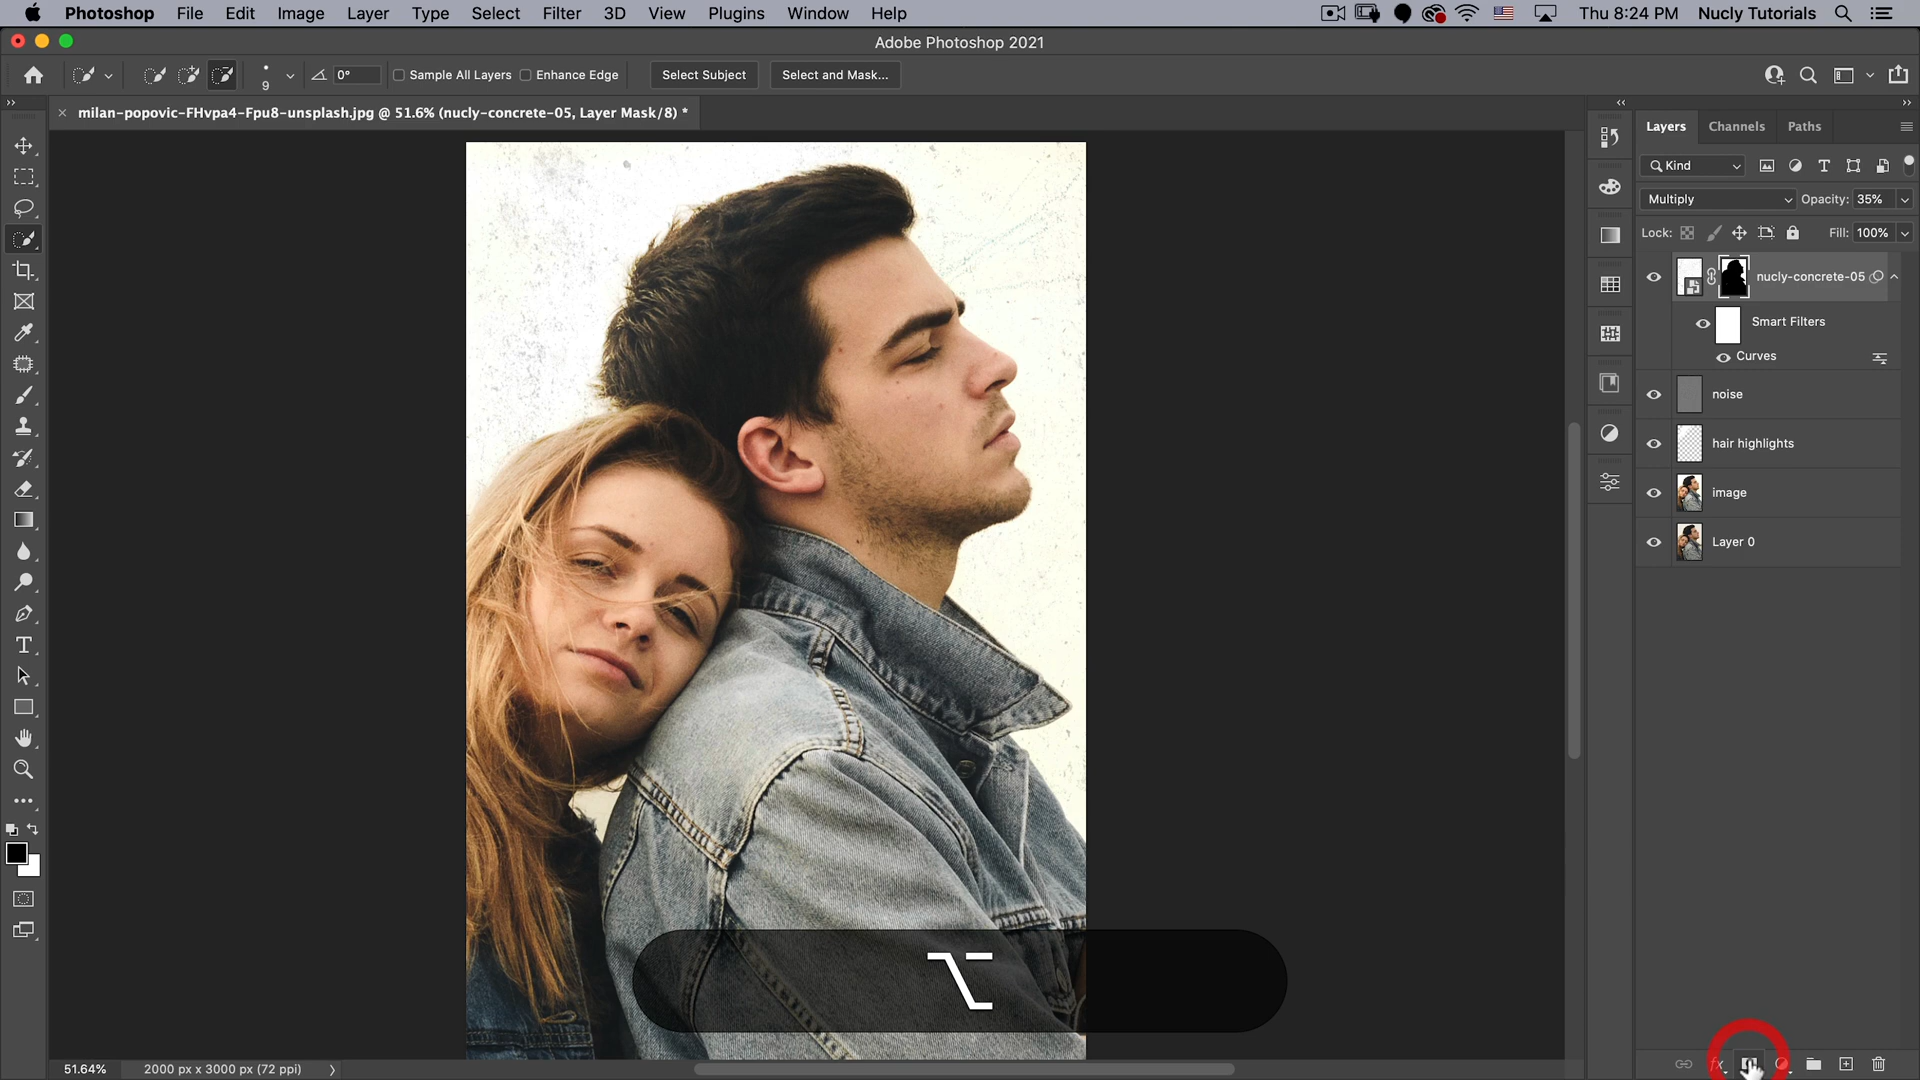 Photoshop File Edit Image Layer Type Select Filter 3D View Plugins Window Help Thu 8:24 PM Nucly Tutorials
Adobe Photoshop 2021
9 0° Sample All Layers Enhance Edge Select Subject Select and Mask...
milan-popovic-FHvpa4-Fpu8-unsplash.jpg @ 51.6% (nucly-concrete-05, Layer Mask/8) *
Layers Channels Paths
Kind
Multiply Opacity: 35%
Lock: Fill: 100%
nucly-concrete-05
Smart Filters
Curves
noise
hair highlights
image
Layer 0
⌥
51.64% 2000 px x 3000 px (72 ppi)
fx